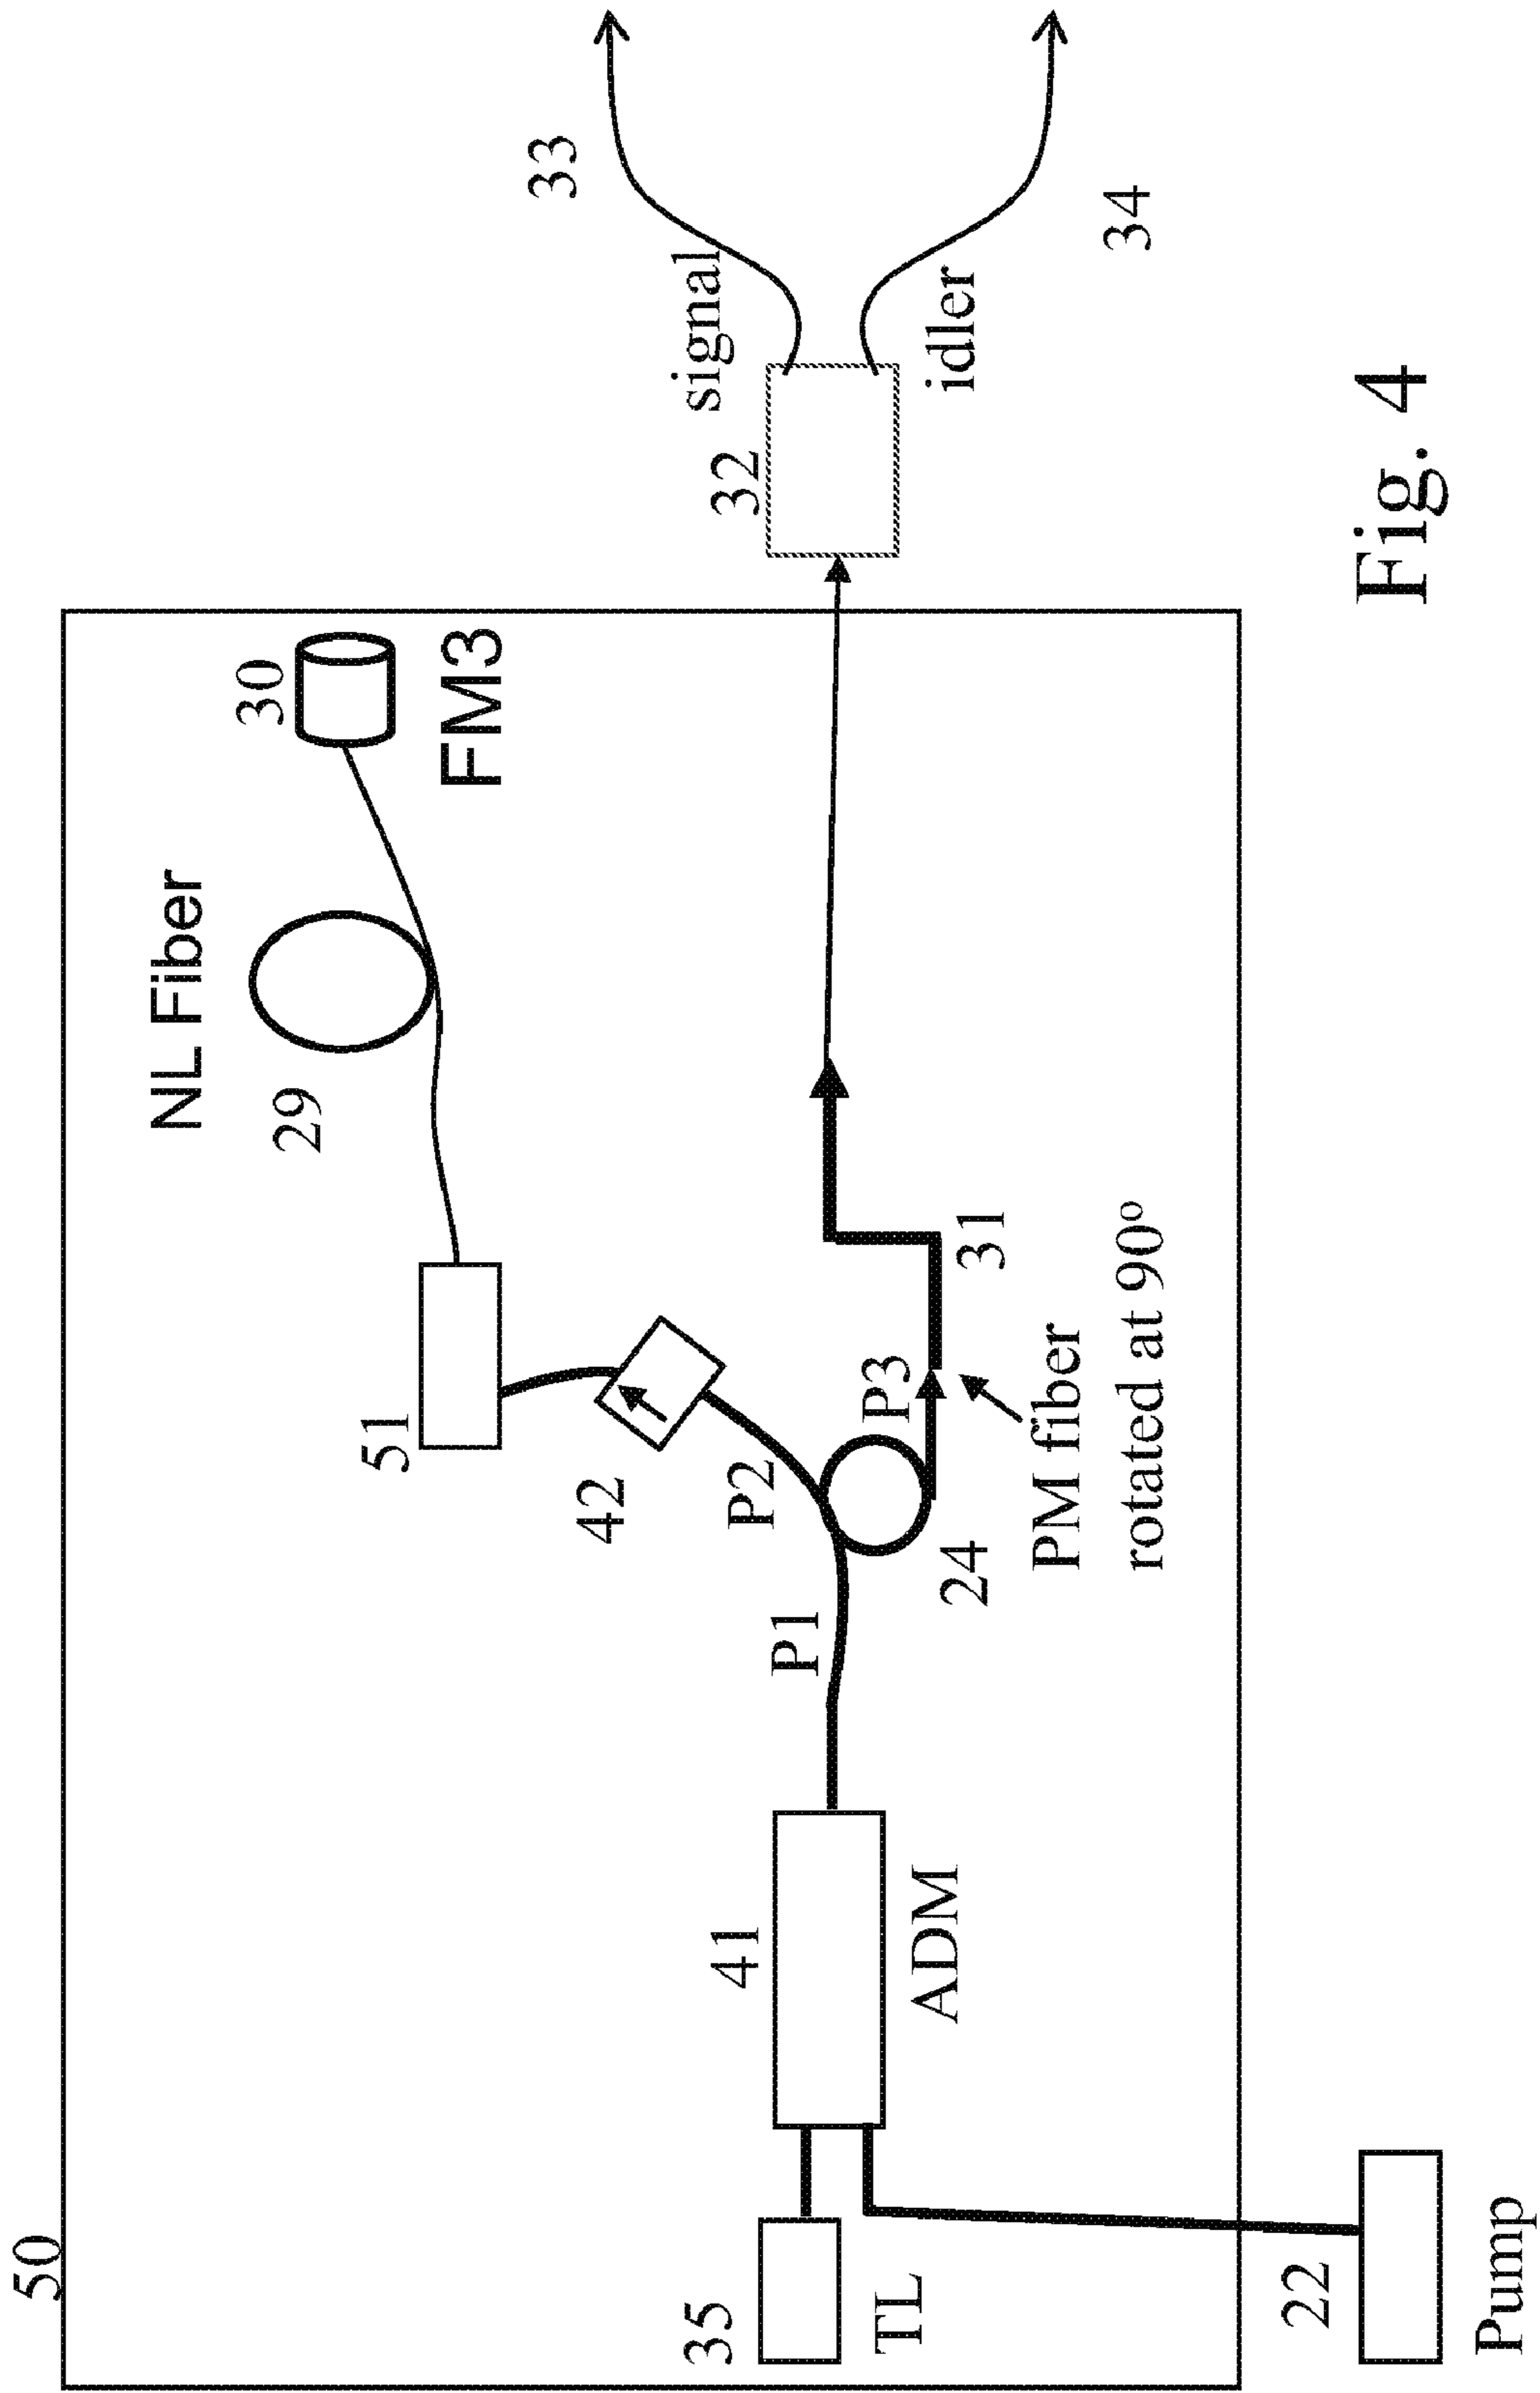 50
NL Fiber
29
30
FM3
51
42
33
signal
32
idler
34
P2
P1
P3
24
31
PM fiber
rotated at 90º
41
ADM
35
TL
22
Pump
Fig. 4